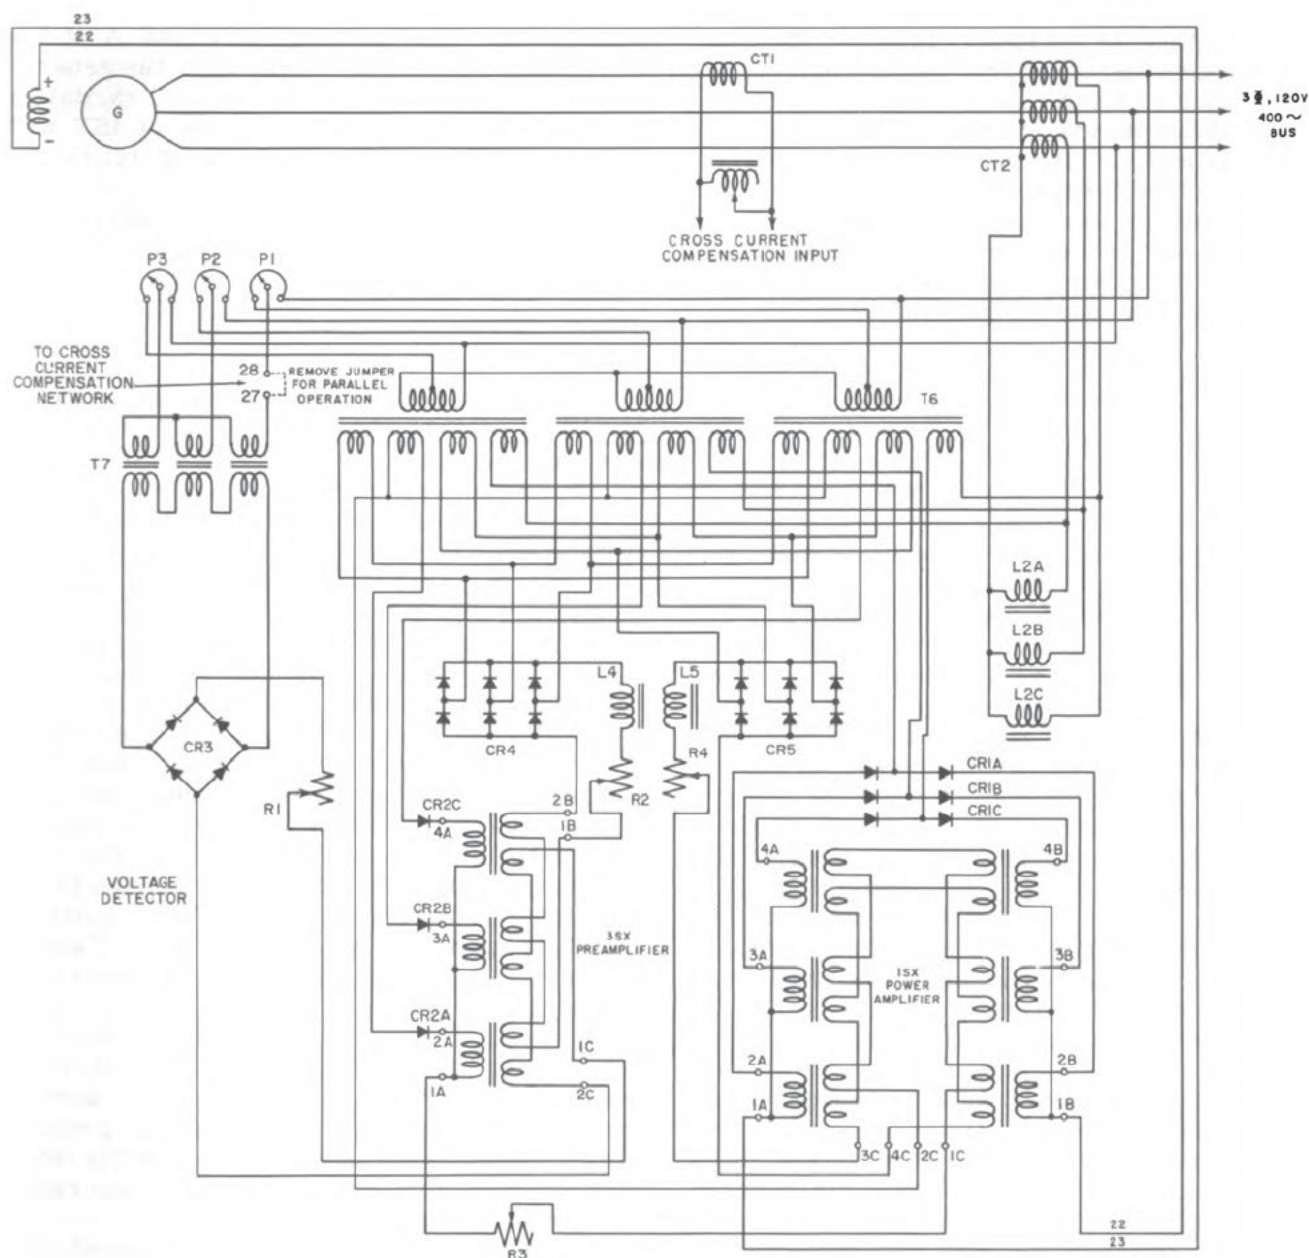 23
22
+
G
-
CT1
CT2
3 Φ, 120V
400 ~
BUS
CROSS CURRENT
COMPENSATION INPUT
P3
P2
P1
TO CROSS
CURRENT
COMPENSATION
NETWORK
28
27
REMOVE JUMPER
FOR PARALLEL
OPERATION
T6
T7
L2A
L2B
L2C
L4
L5
CR3
CR4
CR5
R1
R2
R4
CR1A
CR1B
CR1C
2B
1B
CR2C
4A
4A
4B
VOLTAGE
DETECTOR
CR2B
3A
3SX
PREAMPLIFIER
3A
3B
1SX
POWER
AMPLIFIER
CR2A
2A
1C
2A
2B
1A
2C
1A
1B
3C
4C
2C
1C
R3
22
23